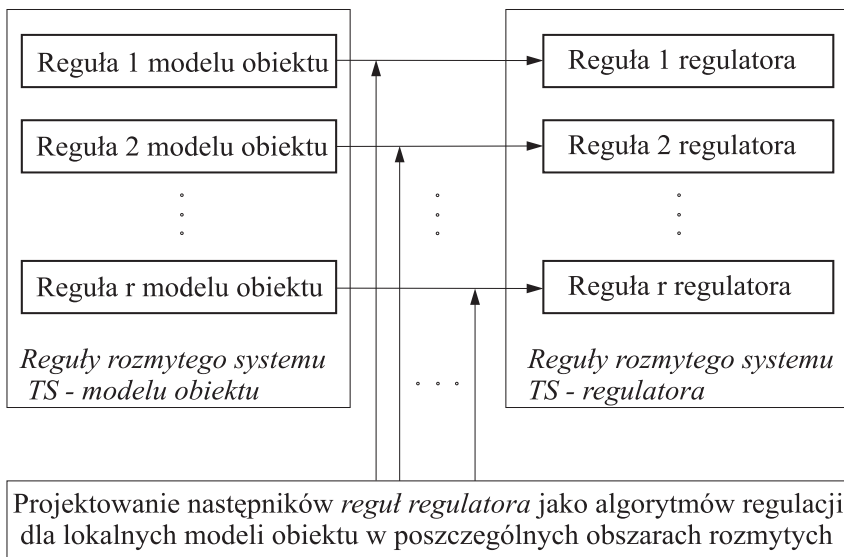 Reguła 1 modelu obiektu
Reguła 2 modelu obiektu
Reguła r modelu obiektu
Reguły rozmytego systemu
TS - modelu obiektu
Reguła 1 regulatora
Reguła 2 regulatora
Reguła r regulatora
Reguły rozmytego systemu
TS - regulatora
Projektowanie następników reguł regulatora jako algorytmów regulacji
dla lokalnych modeli obiektu w poszczególnych obszarach rozmytych